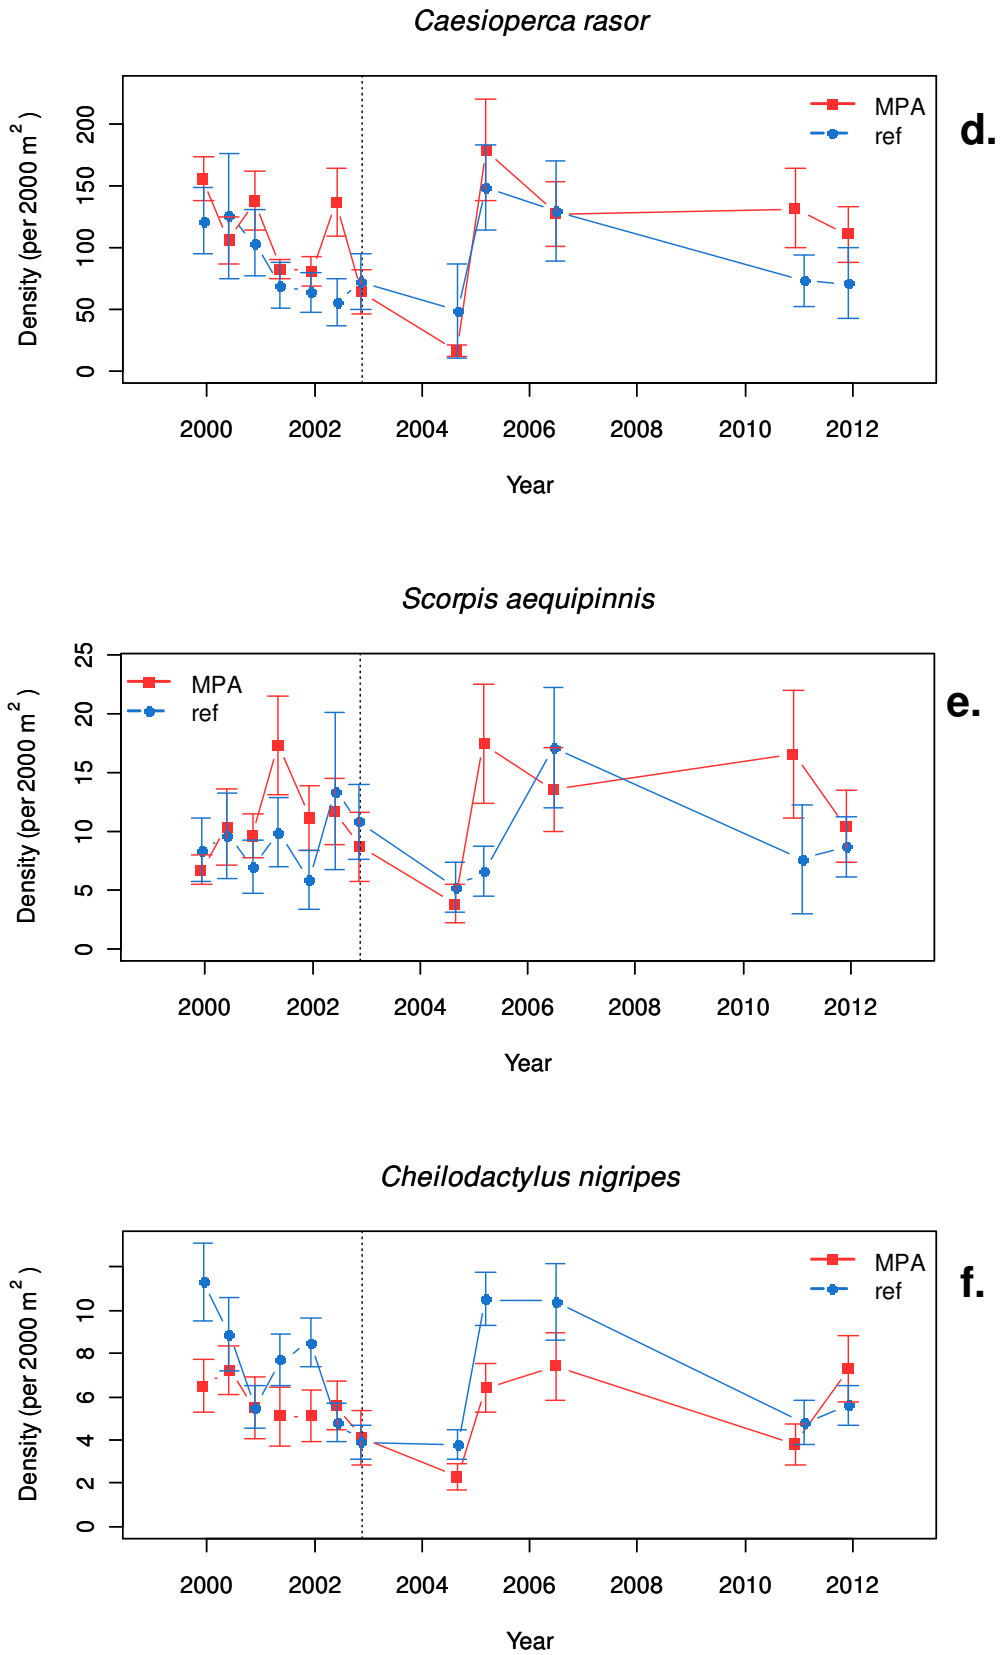 Caesioperca rasor
Density (per 2000 m²)
200
150
100
50
0
MPA
ref
d.
2000 2002 2004 2006 2008 2010 2012
Year
Scorpis aequipinnis
Density (per 2000 m²)
25
20
15
10
5
0
MPA
ref
e.
2000 2002 2004 2006 2008 2010 2012
Year
Cheilodactylus nigripes
Density (per 2000 m²)
10
8
6
4
2
0
MPA
ref
f.
2000 2002 2004 2006 2008 2010 2012
Year